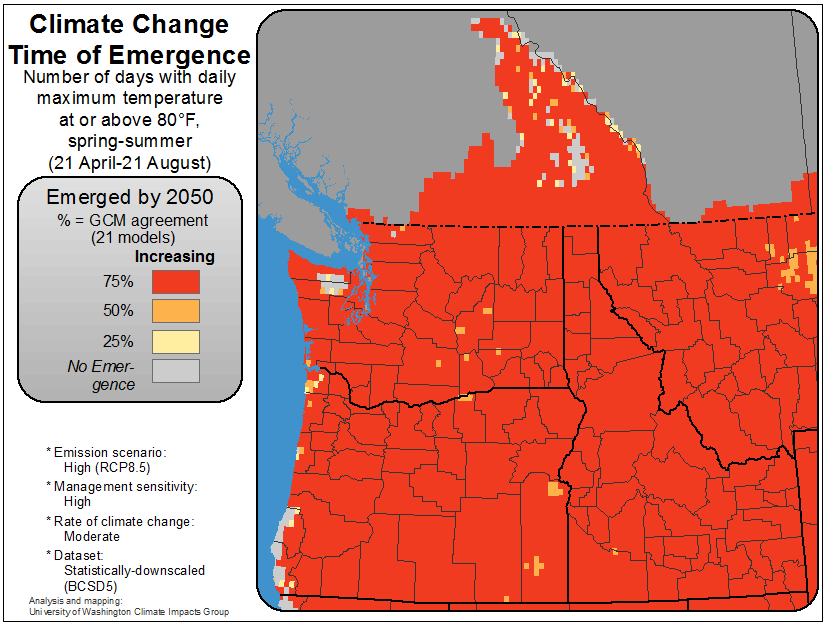 Climate Change
Time of Emergence
Number of days with daily
maximum temperature
at or above 80°F,
spring-summer
(21 April-21 August)
Emerged by 2050
% = GCM agreement
(21 models)
Increasing
75%
50%
25%
No Emer-
gence
* Emission scenario:
High (RCP8.5)
* Management sensitivity:
High
* Rate of climate change:
Moderate
* Dataset:
Statistically-downscaled
(BCSD5)
Analysis and mapping:
University of Washington Climate Impacts Group